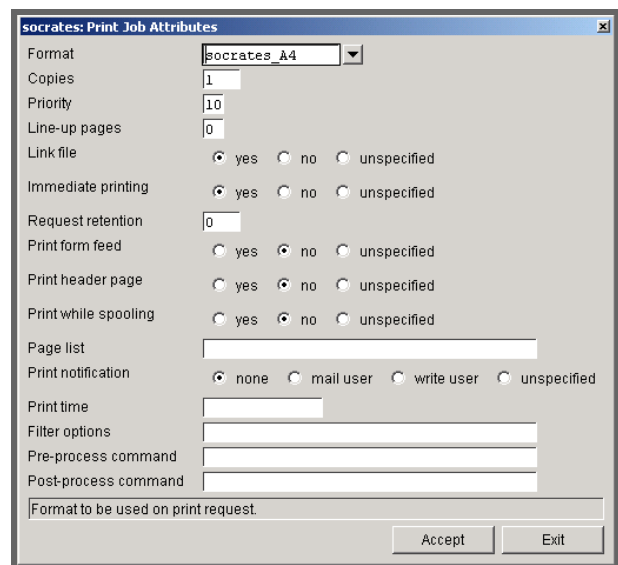 socrates: Print Job Attributes
Format socrates_A4
Copies 1
Priority 10
Line-up pages 0
Link file yes no unspecified
Immediate printing yes no unspecified
Request retention 0
Print form feed yes no unspecified
Print header page yes no unspecified
Print while spooling yes no unspecified
Page list
Print notification none mail user write user unspecified
Print time
Filter options
Pre-process command
Post-process command
Format to be used on print request.
Accept Exit